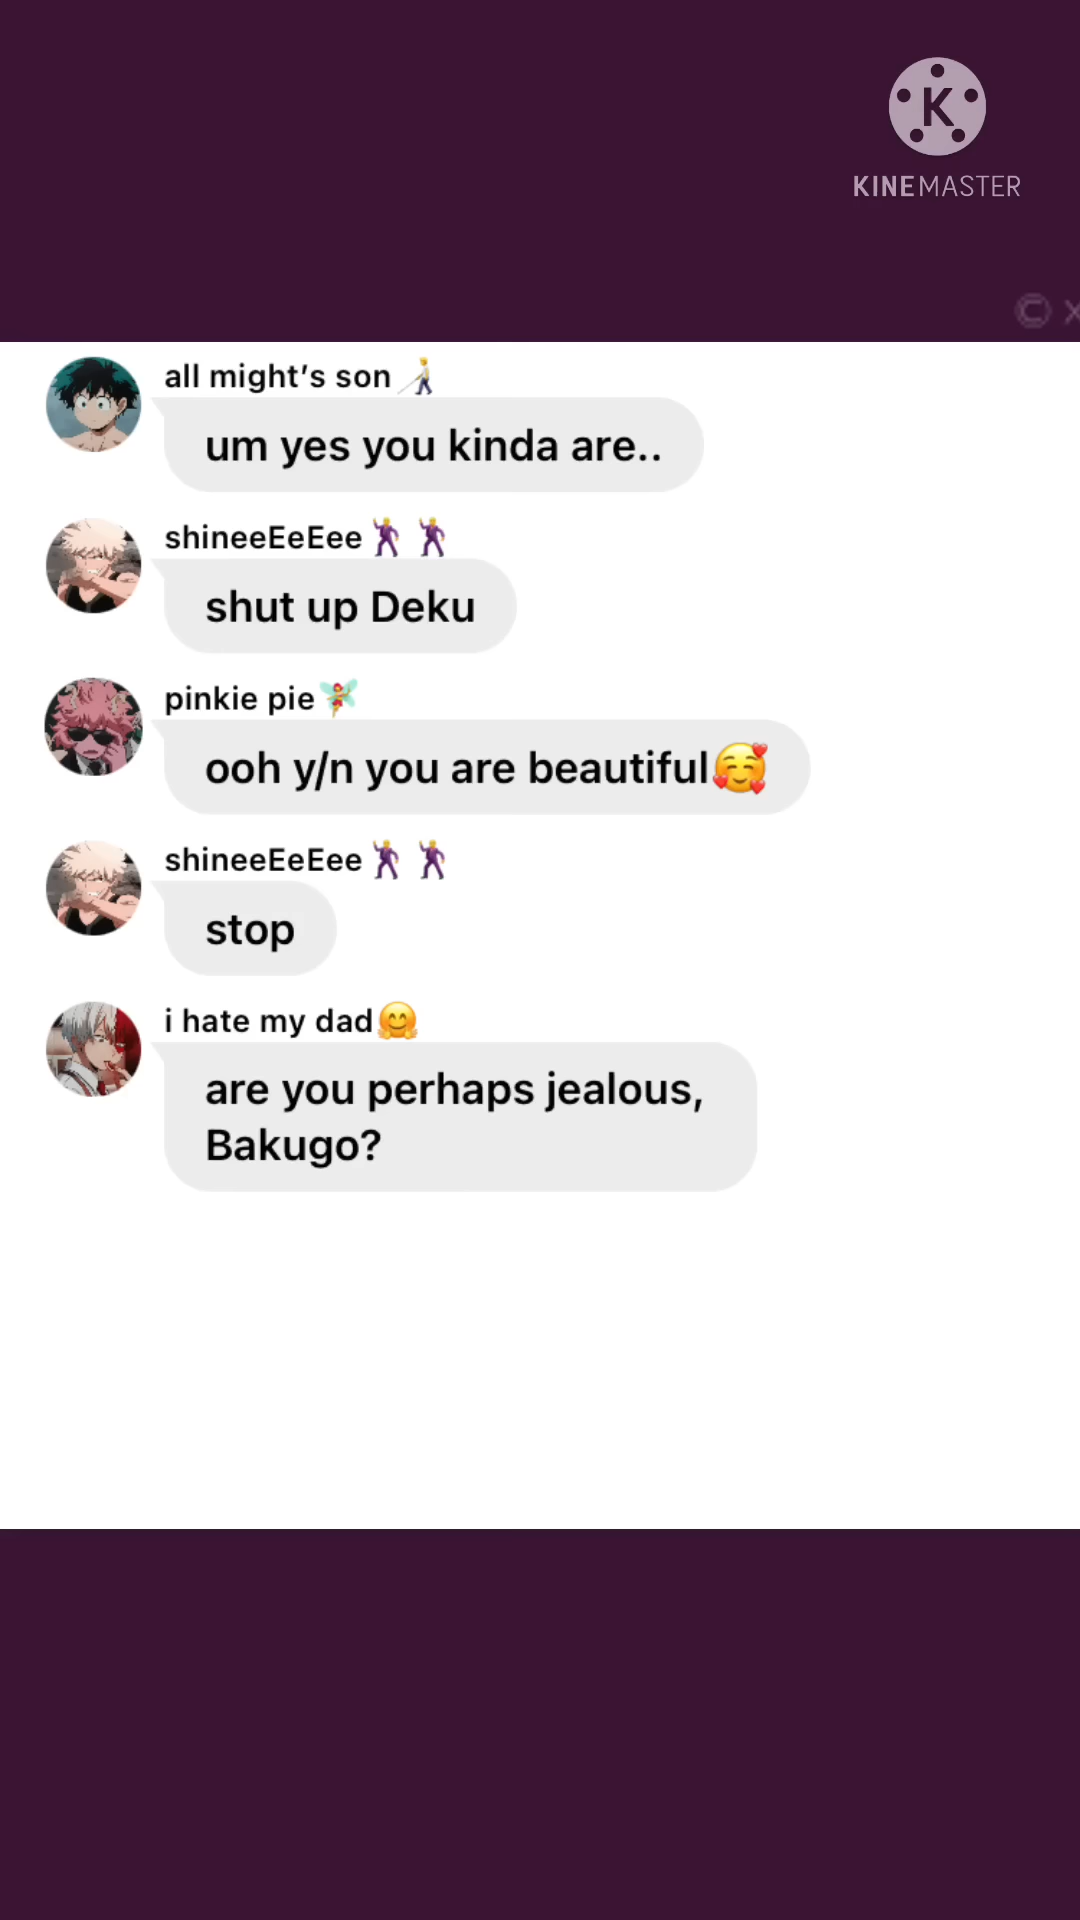 K
KINEMASTER
©
all might's son 👨‍🦯
um yes you kinda are..
shineeEeEee🕺🕺
shut up Deku
pinkie pie🧚
ooh y/n you are beautiful🥰
shineeEeEee🕺🕺
stop
i hate my dad🤗
are you perhaps jealous,
Bakugo?